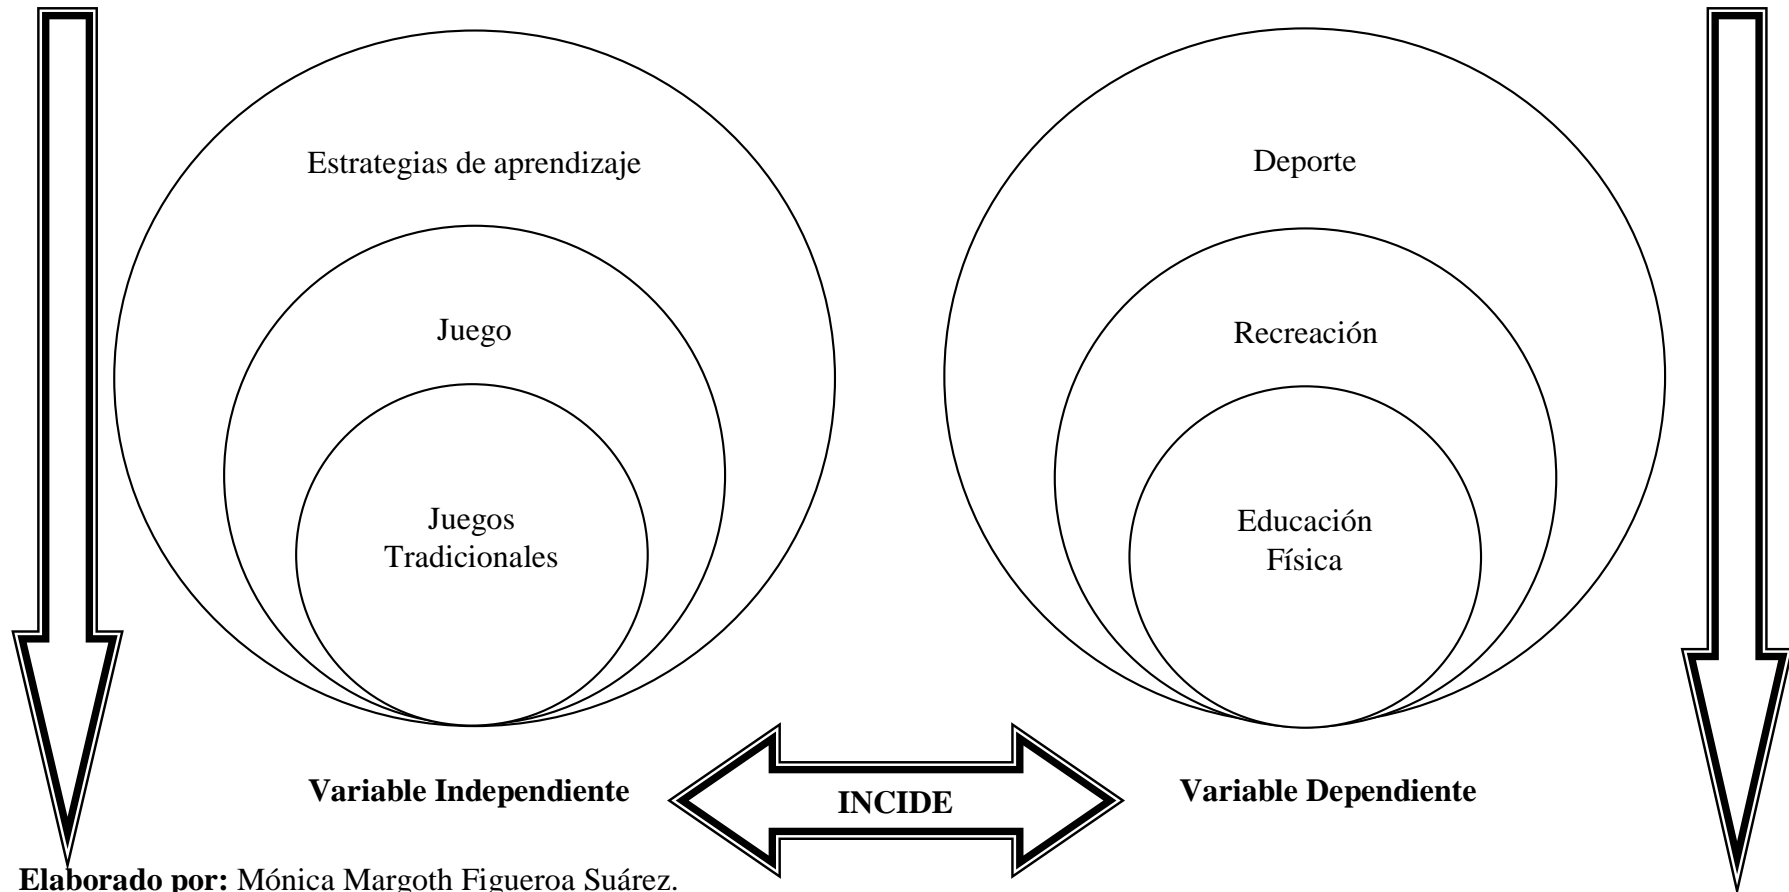 Estrategias de aprendizaje
Juego
Juegos
Tradicionales
Deporte
Recreación
Educación
Física
Variable Independiente
INCIDE
Variable Dependiente
Elaborado por: Mónica Margoth Figueroa Suárez.